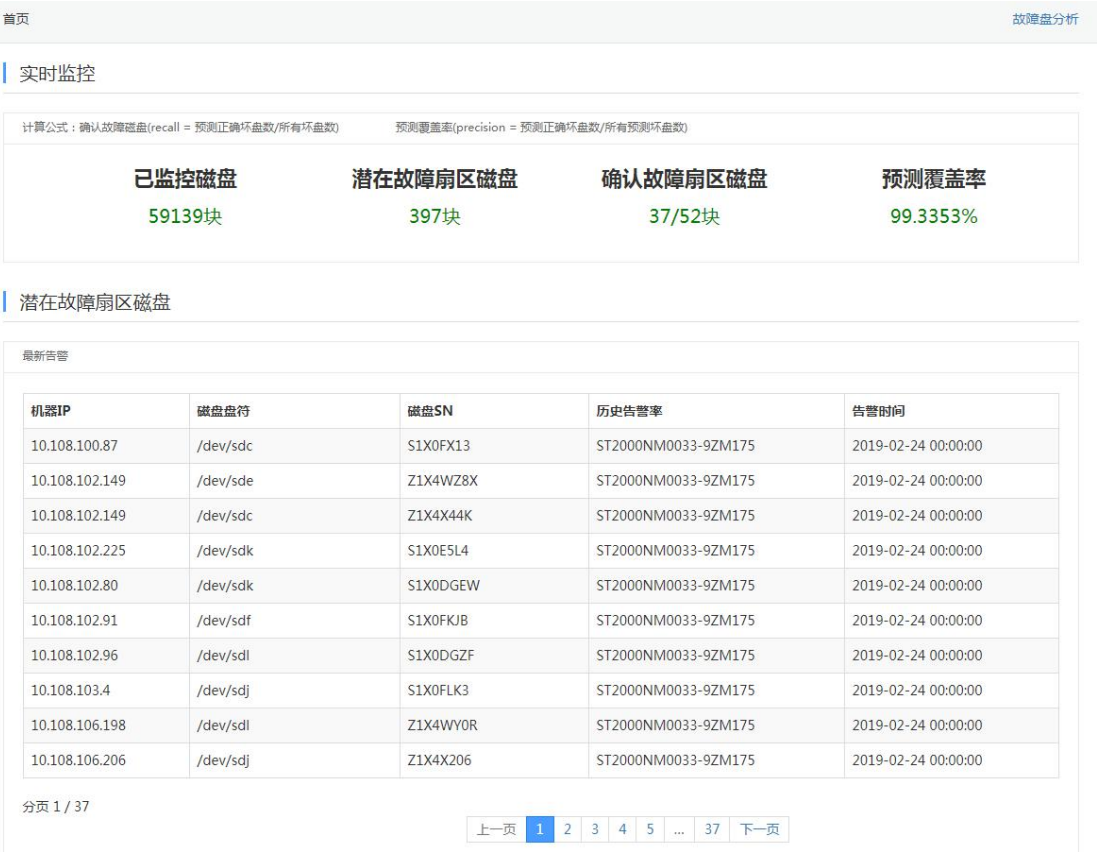 首页 故障盘分析
实时监控
计算公式：确认故障磁盘(recall = 预测正确坏盘数/所有坏盘数) 预测覆盖率(precision = 预测正确坏盘数/所有预测坏盘数)
已监控磁盘 潜在故障扇区磁盘 确认故障扇区磁盘 预测覆盖率
59139块 397块 37/52块 99.3353%
潜在故障扇区磁盘
最新告警
机器IP 磁盘盘符 磁盘SN 历史告警率 告警时间
10.108.100.87 /dev/sdc S1X0FX13 ST2000NM0033-9ZM175 2019-02-24 00:00:00
10.108.102.149 /dev/sde Z1X4WZ8X ST2000NM0033-9ZM175 2019-02-24 00:00:00
10.108.102.149 /dev/sdc Z1X4X44K ST2000NM0033-9ZM175 2019-02-24 00:00:00
10.108.102.225 /dev/sdk S1X0E5L4 ST2000NM0033-9ZM175 2019-02-24 00:00:00
10.108.102.80 /dev/sdk S1X0DGEW ST2000NM0033-9ZM175 2019-02-24 00:00:00
10.108.102.91 /dev/sdf S1X0FKJB ST2000NM0033-9ZM175 2019-02-24 00:00:00
10.108.102.96 /dev/sdl S1X0DGZF ST2000NM0033-9ZM175 2019-02-24 00:00:00
10.108.103.4 /dev/sdj S1X0FLK3 ST2000NM0033-9ZM175 2019-02-24 00:00:00
10.108.106.198 /dev/sdl Z1X4WY0R ST2000NM0033-9ZM175 2019-02-24 00:00:00
10.108.106.206 /dev/sdj Z1X4X206 ST2000NM0033-9ZM175 2019-02-24 00:00:00
分页 1 / 37
上一页 1 2 3 4 5 ... 37 下一页